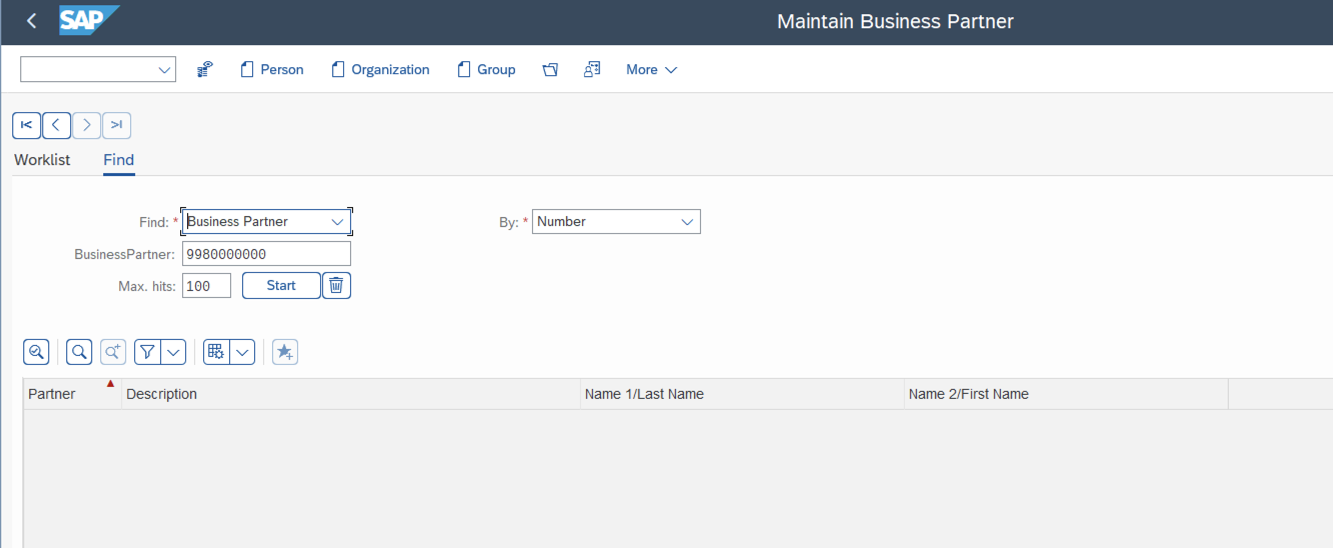 SAP Maintain Business Partner
Person Organization Group More
Worklist Find
Find: * Business Partner By: * Number
BusinessPartner: 9980000000
Max. hits: 100 Start
Partner Description Name 1/Last Name Name 2/First Name